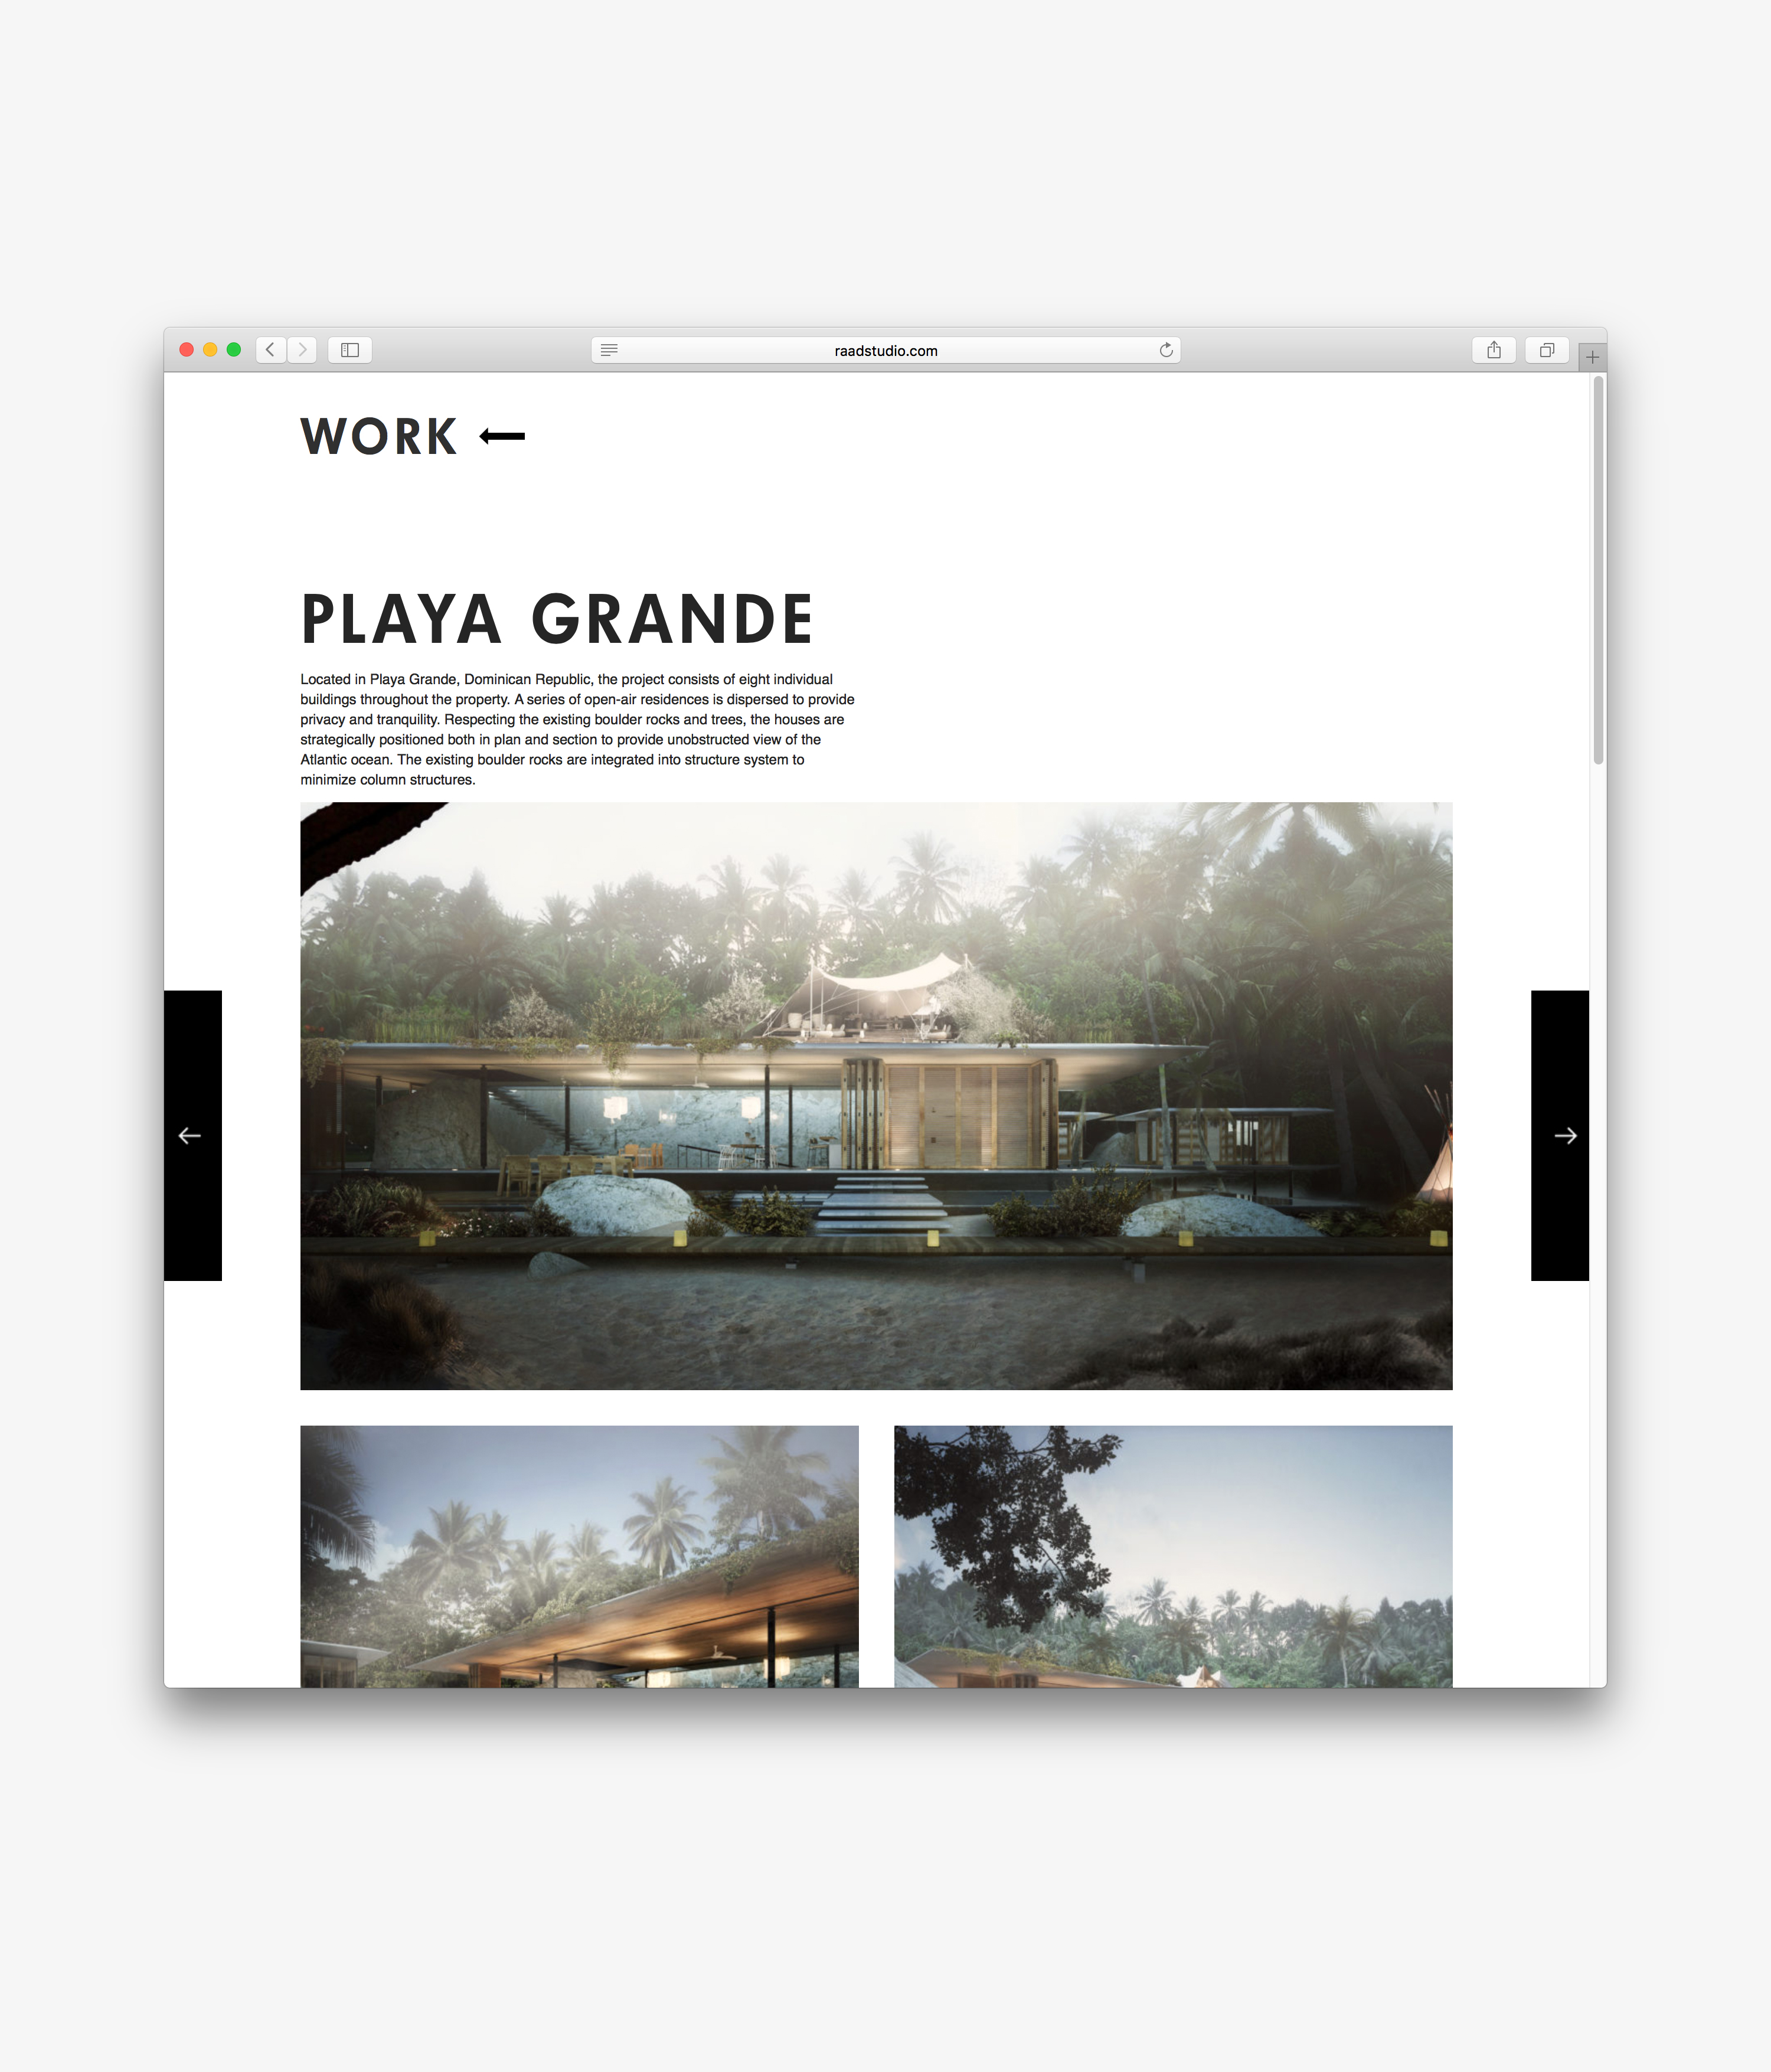 raadstudio.com
WORK
PLAYA GRANDE
Located in Playa Grande, Dominican Republic, the project consists of eight individual
buildings throughout the property. A series of open-air residences is dispersed to provide
privacy and tranquility. Respecting the existing boulder rocks and trees, the houses are
strategically positioned both in plan and section to provide unobstructed view of the
Atlantic ocean. The existing boulder rocks are integrated into structure system to
minimize column structures.